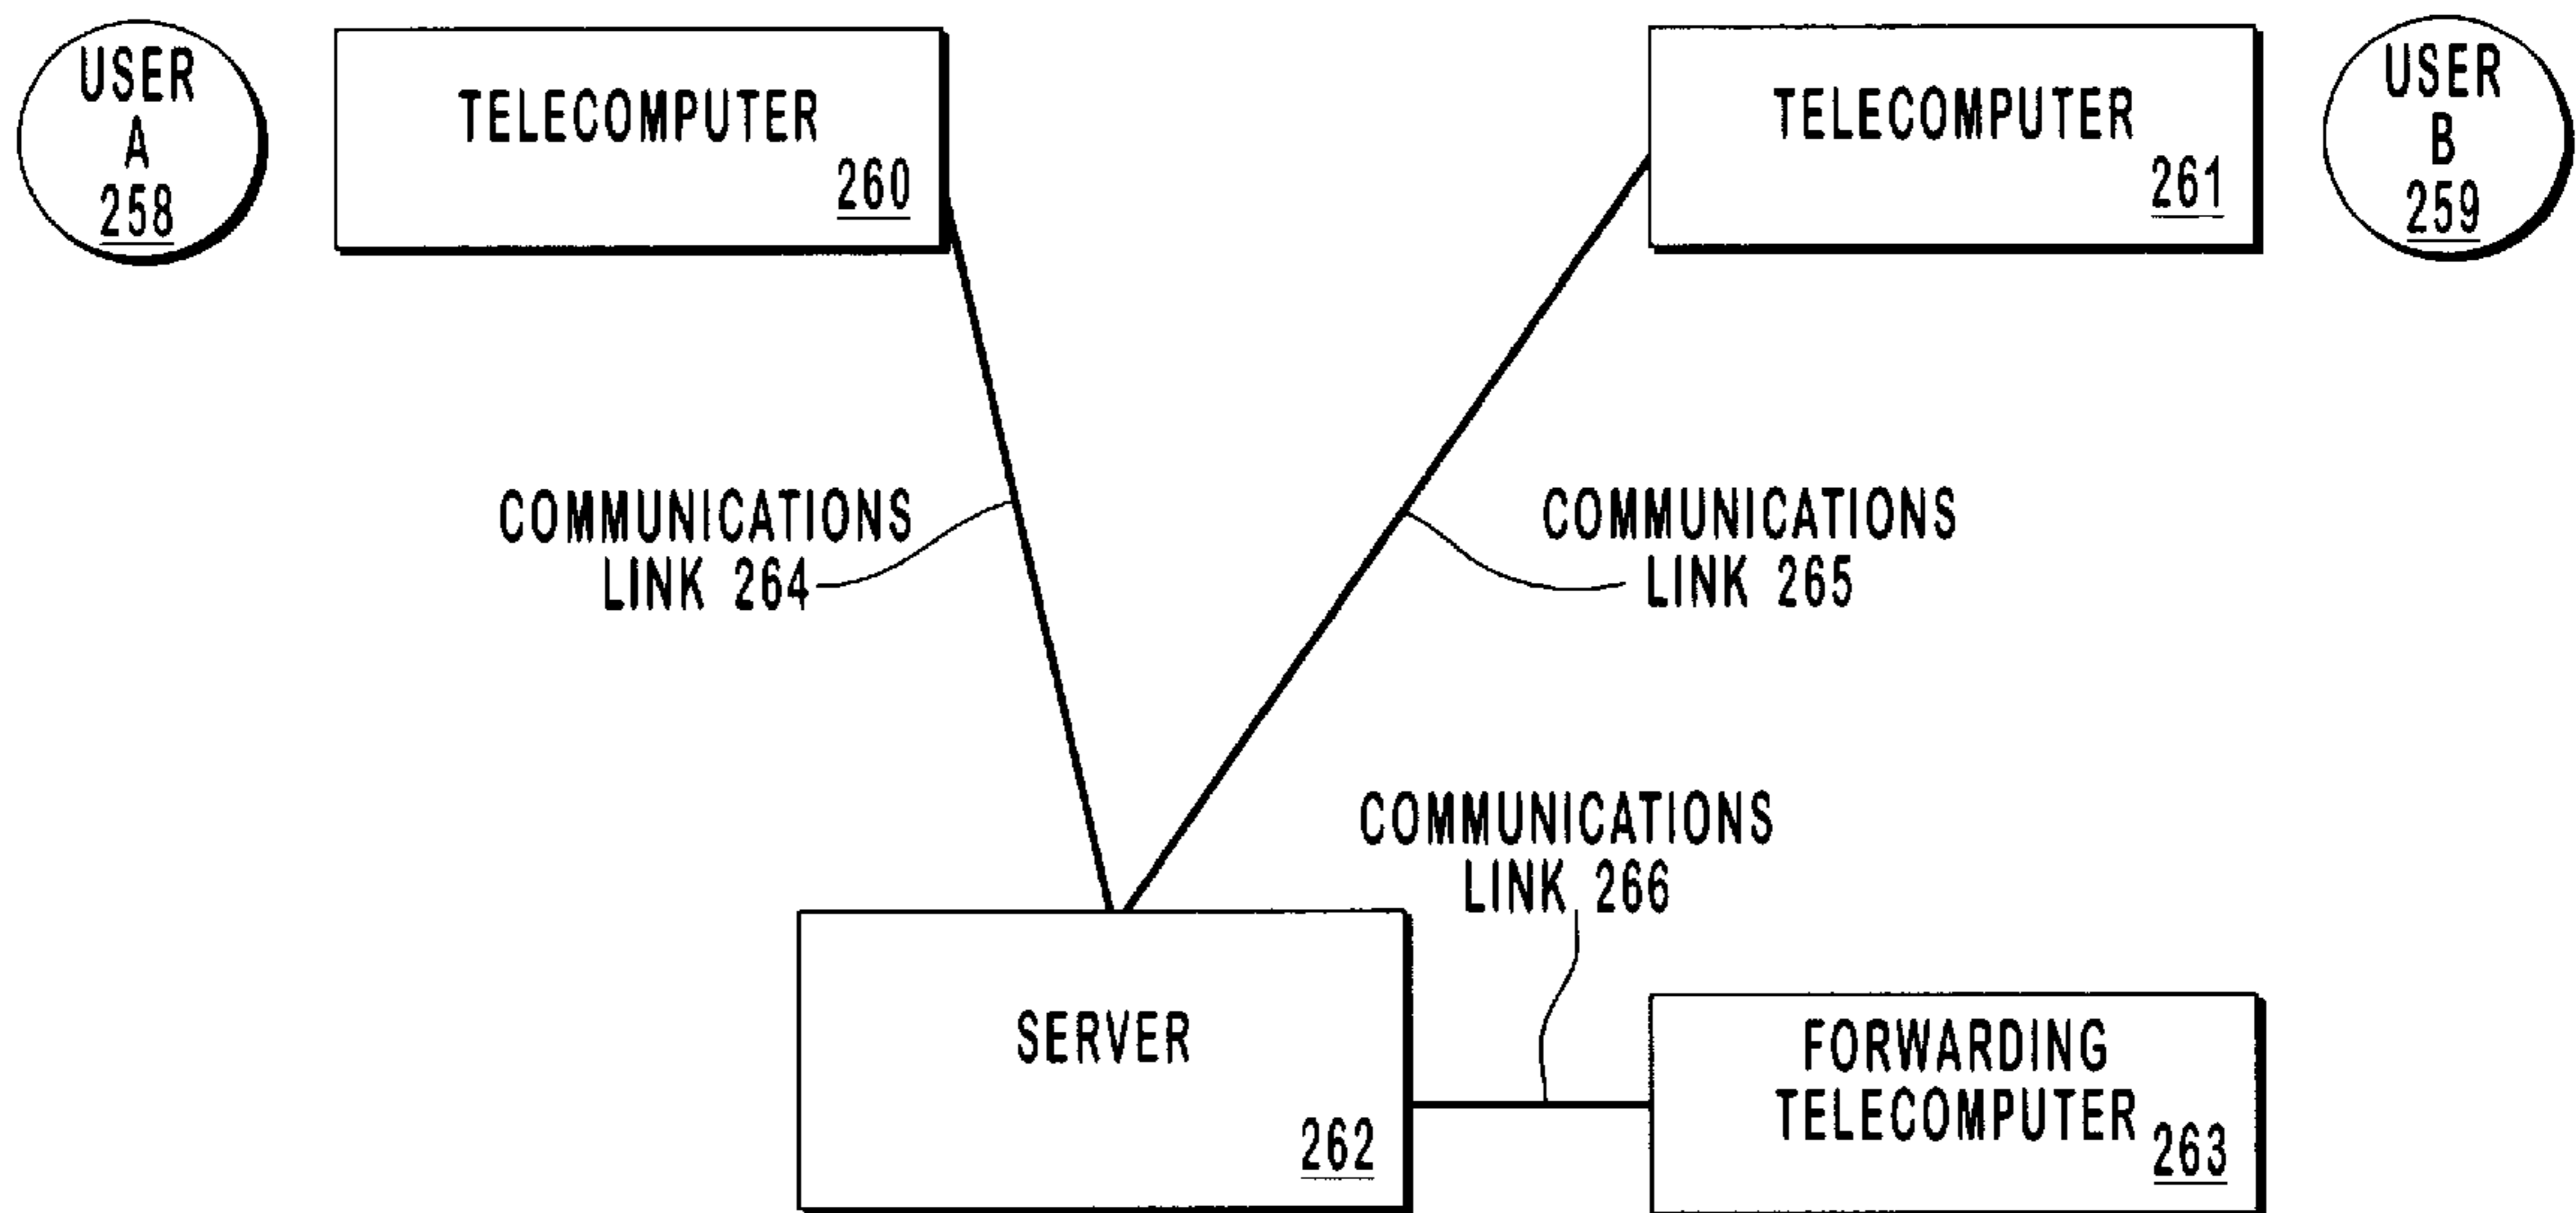 USER
A
258
TELECOMPUTER
260
TELECOMPUTER
261
USER
B
259
COMMUNICATIONS
LINK 264
COMMUNICATIONS
LINK 265
COMMUNICATIONS
LINK 266
SERVER
262
FORWARDING
TELECOMPUTER
263